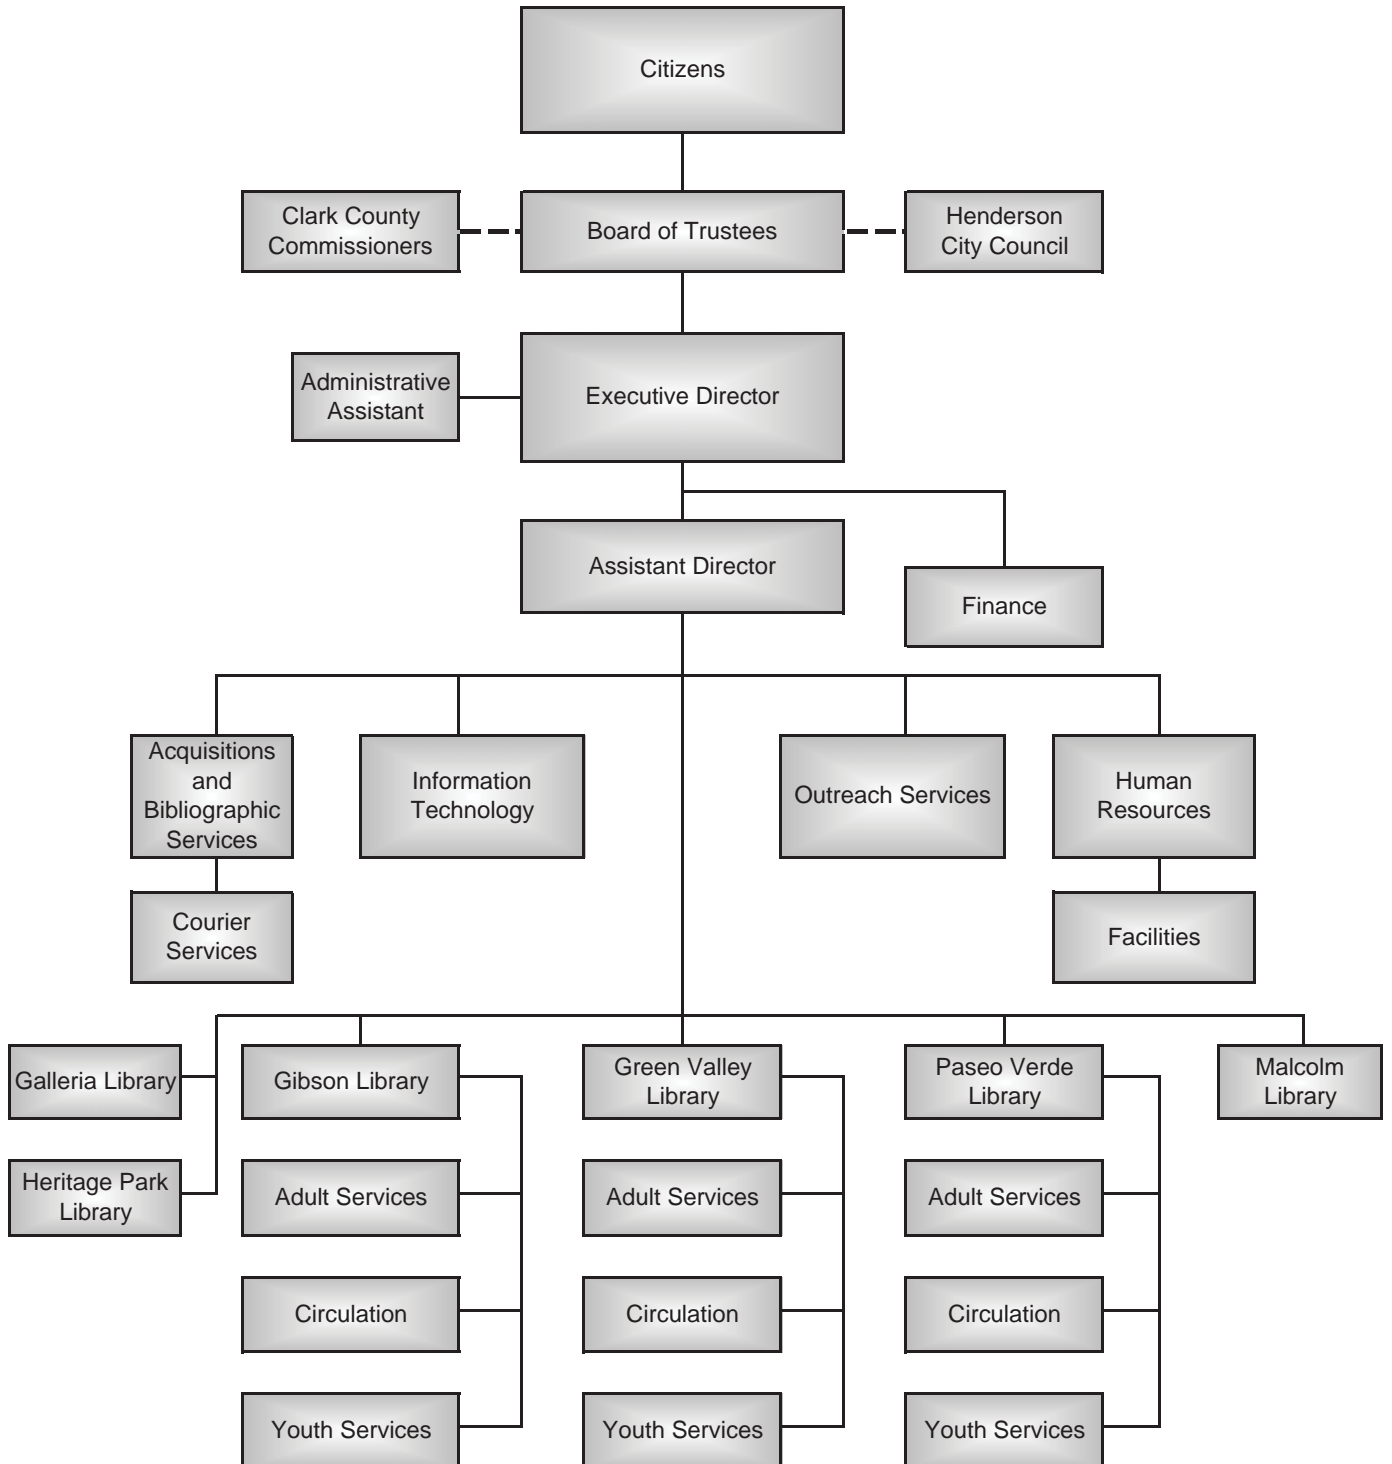 Citizens
Clark County
Commissioners
Board of Trustees
Henderson
City Council
Administrative
Assistant
Executive Director
Assistant Director
Finance
Acquisitions
and
Bibliographic
Services
Information
Technology
Outreach Services
Human
Resources
Courier
Services
Facilities
Galleria Library
Gibson Library
Green Valley
Library
Paseo Verde
Library
Malcolm
Library
Heritage Park
Library
Adult Services
Adult Services
Adult Services
Circulation
Circulation
Circulation
Youth Services
Youth Services
Youth Services